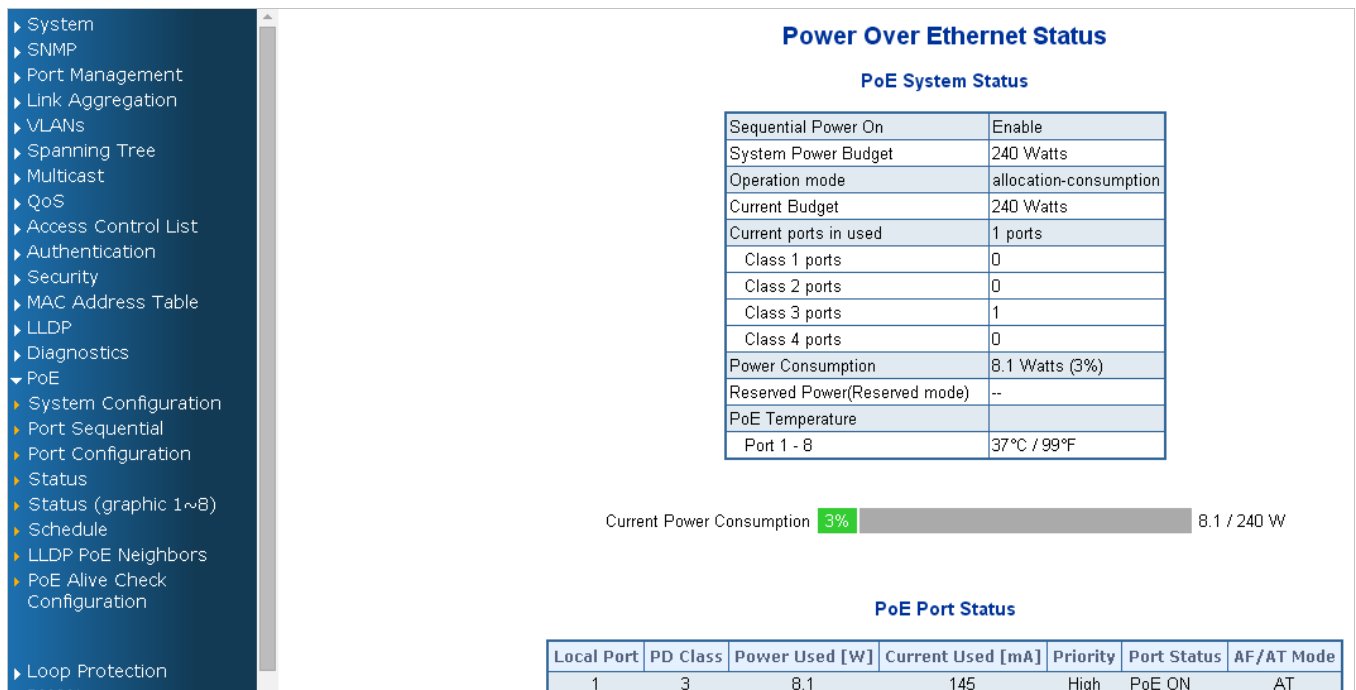 System
SNMP
Port Management
Link Aggregation
VLANs
Spanning Tree
Multicast
QoS
Access Control List
Authentication
Security
MAC Address Table
LLDP
Diagnostics
PoE
System Configuration
Port Sequential
Port Configuration
Status
Status (graphic 1~8)
Schedule
LLDP PoE Neighbors
PoE Alive Check
Configuration
Loop Protection
Power Over Ethernet Status
PoE System Status
Sequential Power On Enable
System Power Budget 240 Watts
Operation mode allocation-consumption
Current Budget 240 Watts
Current ports in used 1 ports
Class 1 ports 0
Class 2 ports 0
Class 3 ports 1
Class 4 ports 0
Power Consumption 8.1 Watts (3%)
Reserved Power(Reserved mode) --
PoE Temperature
Port 1 - 8 37°C / 99°F
Current Power Consumption 3% 8.1 / 240 W
PoE Port Status
Local Port PD Class Power Used [W] Current Used [mA] Priority Port Status AF/AT Mode
1 3 8.1 145 High PoE ON AT